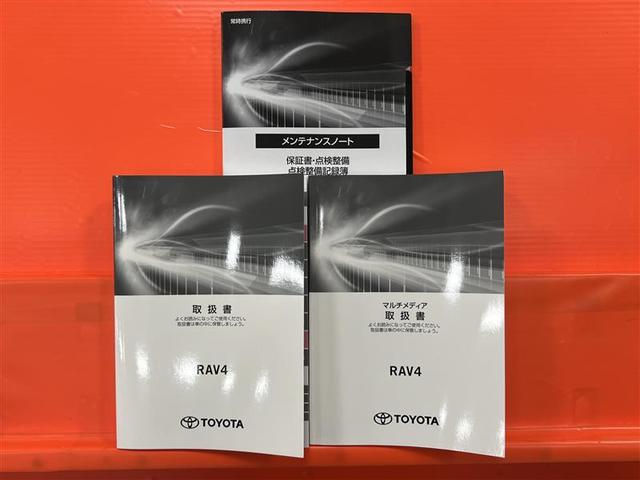 常時携行
メンテナンスノート
保証書・点検整備
点検整備記録簿
取扱書
よくお読みになってご使用ください。
取扱書は車の中に保管しましょう。
RAV4
TOYOTA
マルチメディア
取扱書
よくお読みになってご使用ください。
取扱書は車の中に保管しましょう。
RAV4
TOYOTA